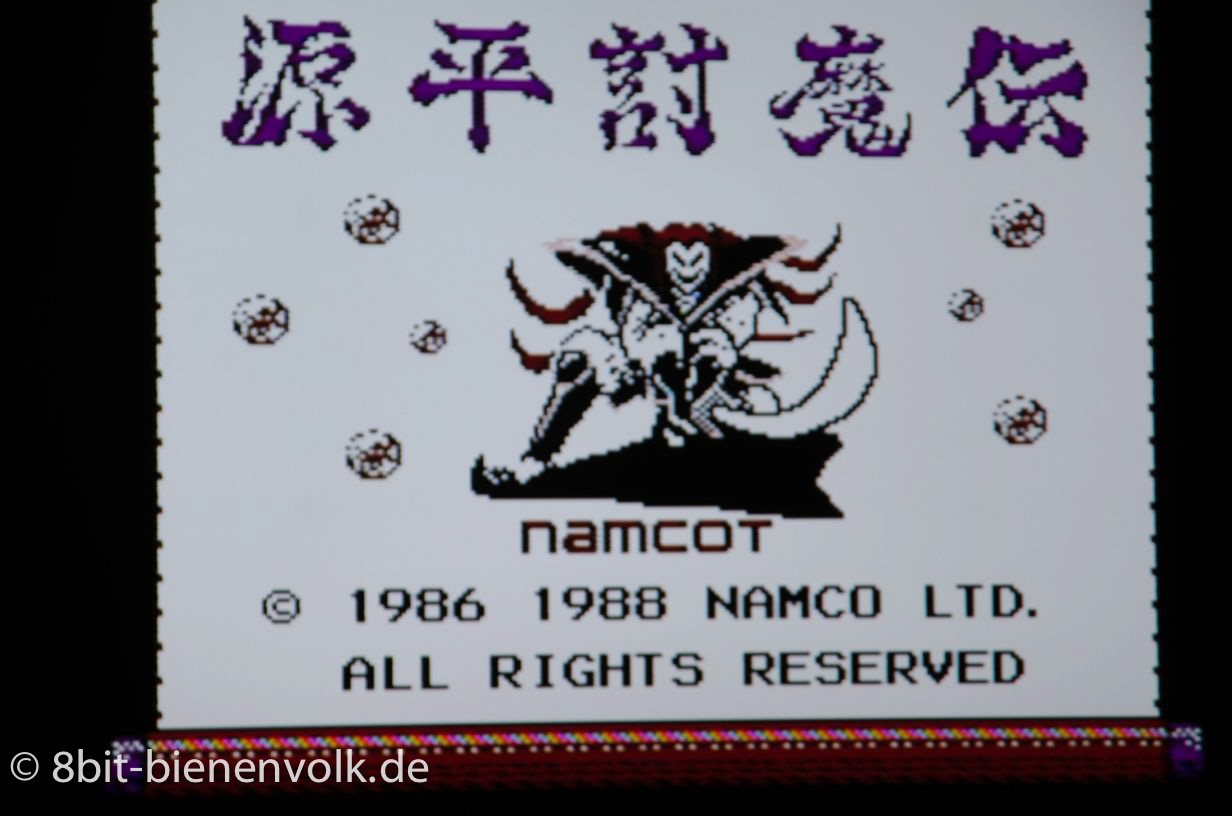 源平討魔伝
namcot
© 1986 1988 NAMCO LTD.
ALL RIGHTS RESERVED
© 8bit-bienenvolk.de